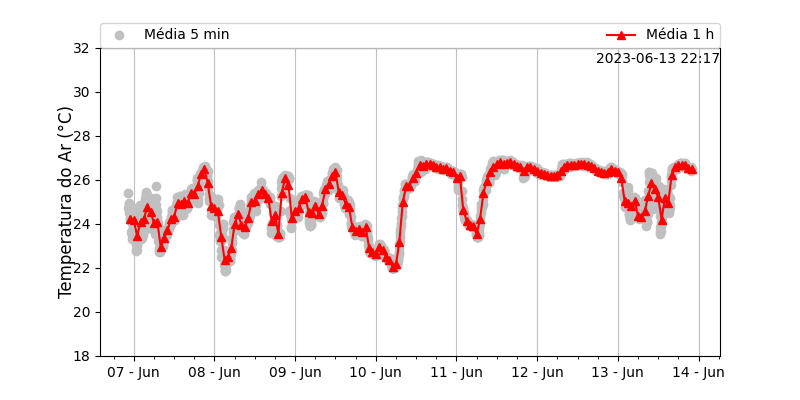 Média 5 min
Média 1 h
2023-06-13 22:17
Temperatura do Ar (°C)
32
30
28
26
24
22
20
18
07 - Jun
08 - Jun
09 - Jun
10 - Jun
11 - Jun
12 - Jun
13 - Jun
14 - Jun